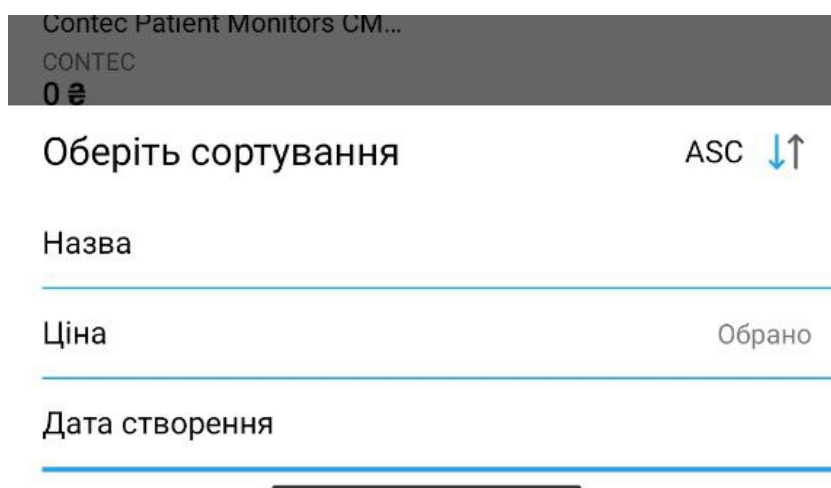 Contec Patient Monitors CM...
CONTEC
0 ₴
Оберіть сортування ASC
Назва
Ціна Обрано
Дата створення